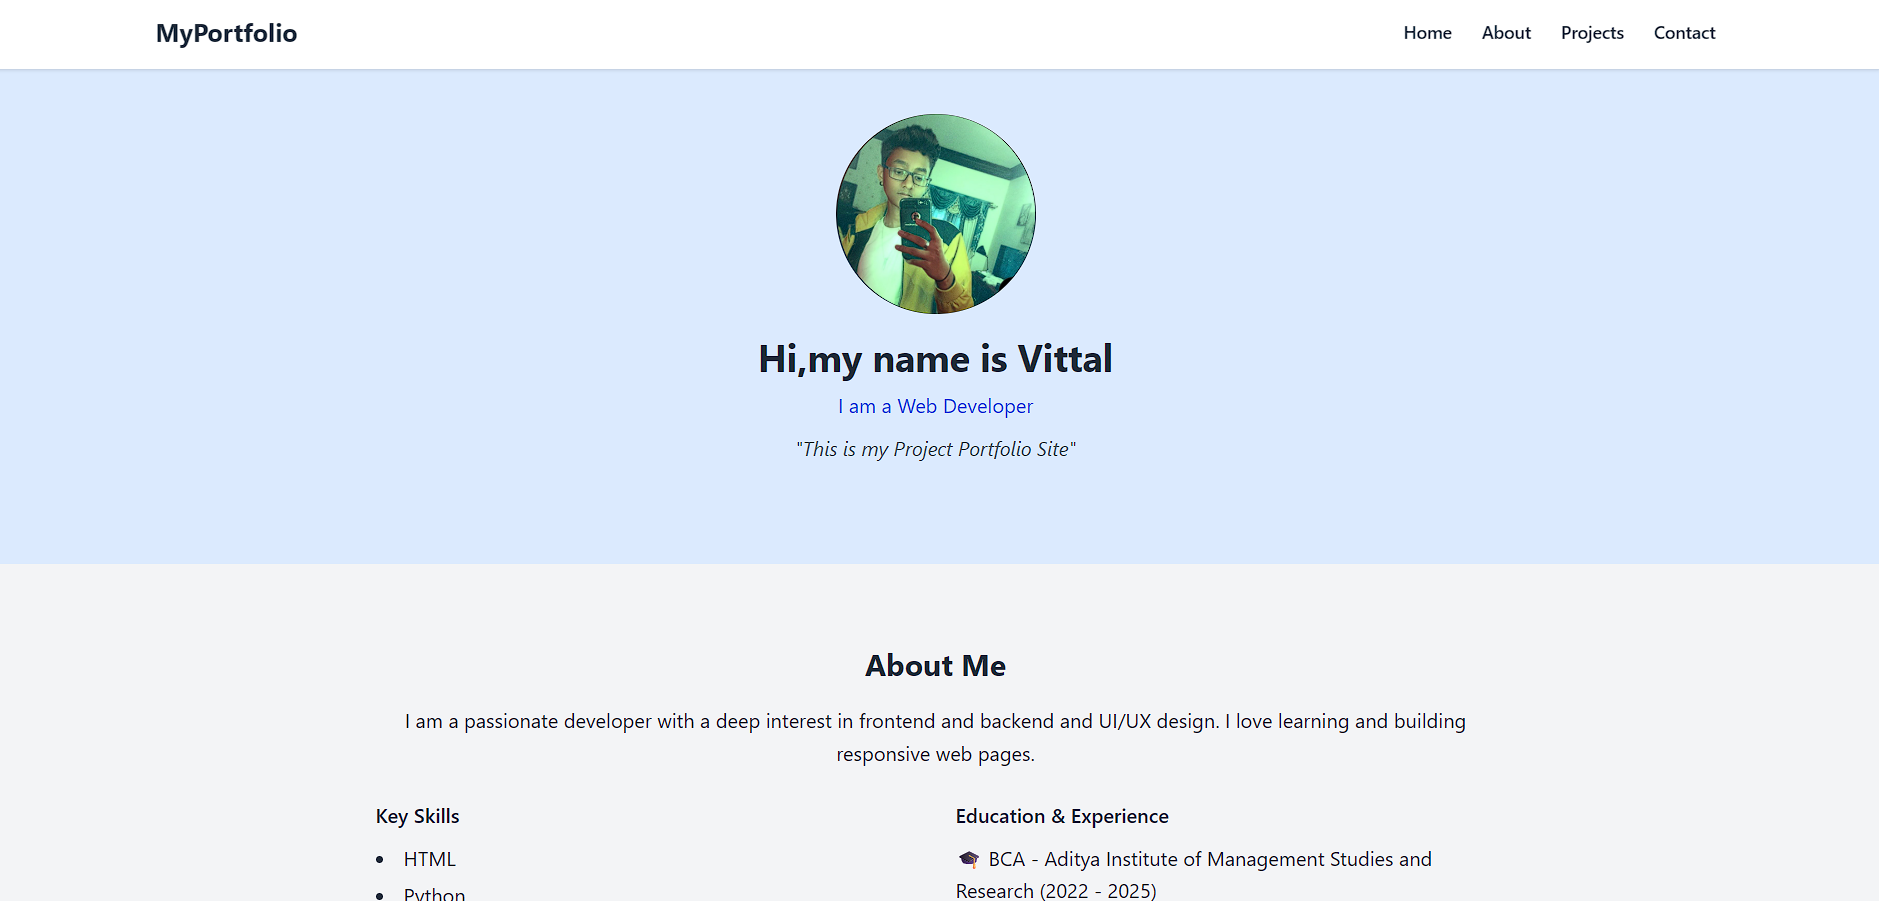 MyPortfolio
Home About Projects Contact
Hi,my name is Vittal
I am a Web Developer
"This is my Project Portfolio Site"
About Me
I am a passionate developer with a deep interest in frontend and backend and UI/UX design. I love learning and building
responsive web pages.
Key Skills
• HTML
• Python
Education & Experience
🎓 BCA - Aditya Institute of Management Studies and
Research (2022 - 2025)